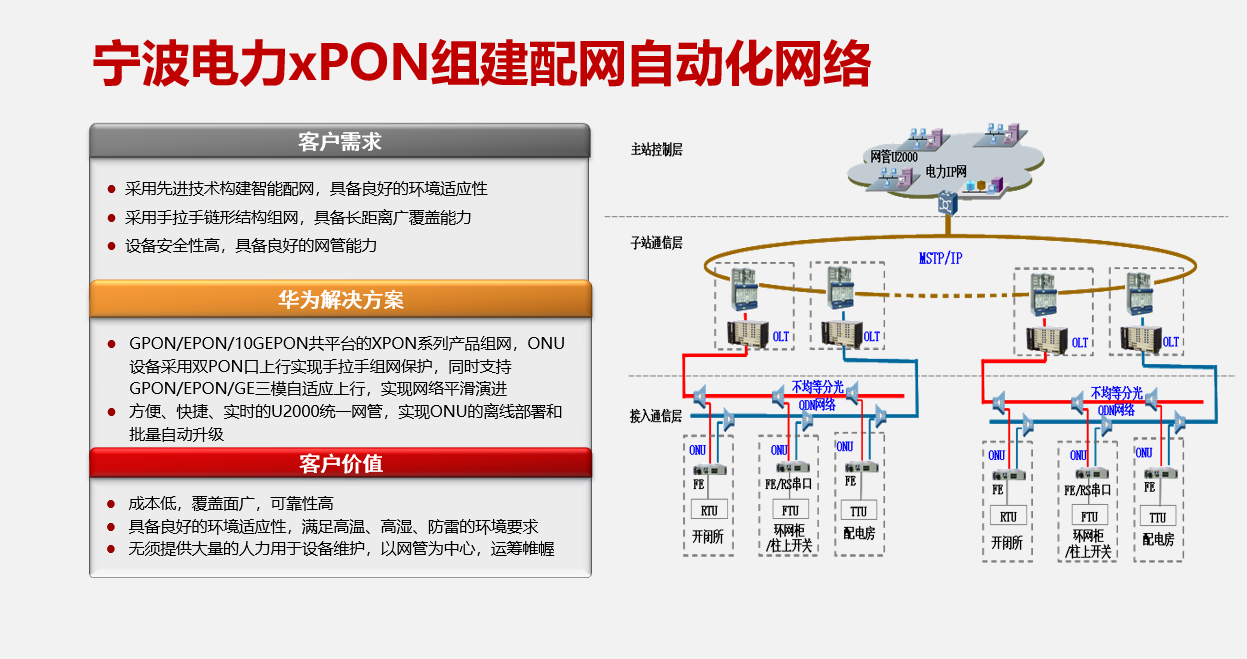 宁波电力xPON组建配网自动化网络
客户需求
采用先进技术构建智能配网，具备良好的环境适应性
采用手拉手链形结构组网，具备长距离广覆盖能力
设备安全性高，具备良好的网管能力
华为解决方案
GPON/EPON/10GEPON共平台的XPON系列产品组网，ONU
设备采用双PON口上行实现手拉手组网保护，同时支持
GPON/EPON/GE三模自适应上行，实现网络平滑演进
方便、快捷、实时的U2000统一网管，实现ONU的离线部署和
批量自动升级
客户价值
成本低，覆盖面广，可靠性高
具备良好的环境适应性，满足高温、高湿、防雷的环境要求
无须提供大量的人力用于设备维护，以网管为中心，运筹帷幄
主站控制层
网管U2000
电力IP网
子站通信层
MSTP/IP
OLT
OLT
OLT
OLT
接入通信层
不均等分光
ODN网络
不均等分光
ODN网络
ONU
ONU
ONU
ONU
ONU
ONU
FE
FE/RS串口
FE
FE
FE/RS串口
FE
RTU
FTU
TTU
RTU
FTU
TTU
开闭所
环网柜
/柱上开关
配电房
开闭所
环网柜
/柱上开关
配电房